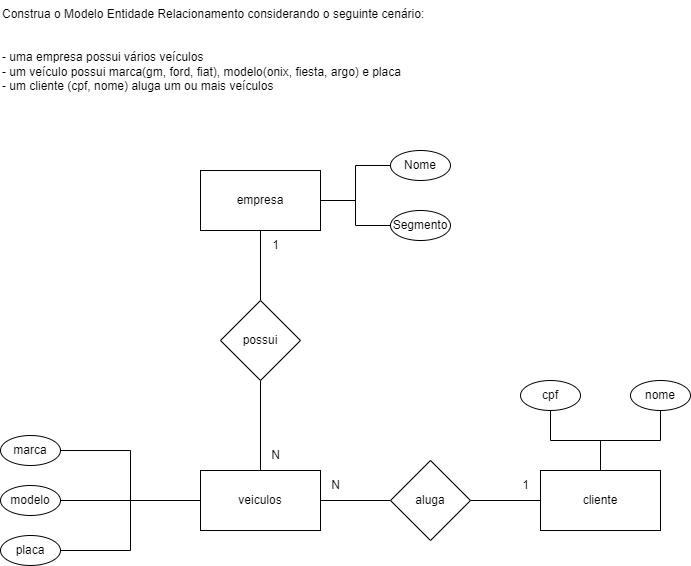 Construa o Modelo Entidade Relacionamento considerando o seguinte cenário:
- uma empresa possui vários veículos
- um veículo possui marca(gm, ford, fiat), modelo(onix, fiesta, argo) e placa
- um cliente (cpf, nome) aluga um ou mais veículos
Nome
empresa
Segmento
1
possui
cpf
nome
marca
N
N
1
modelo
veiculos
aluga
cliente
placa